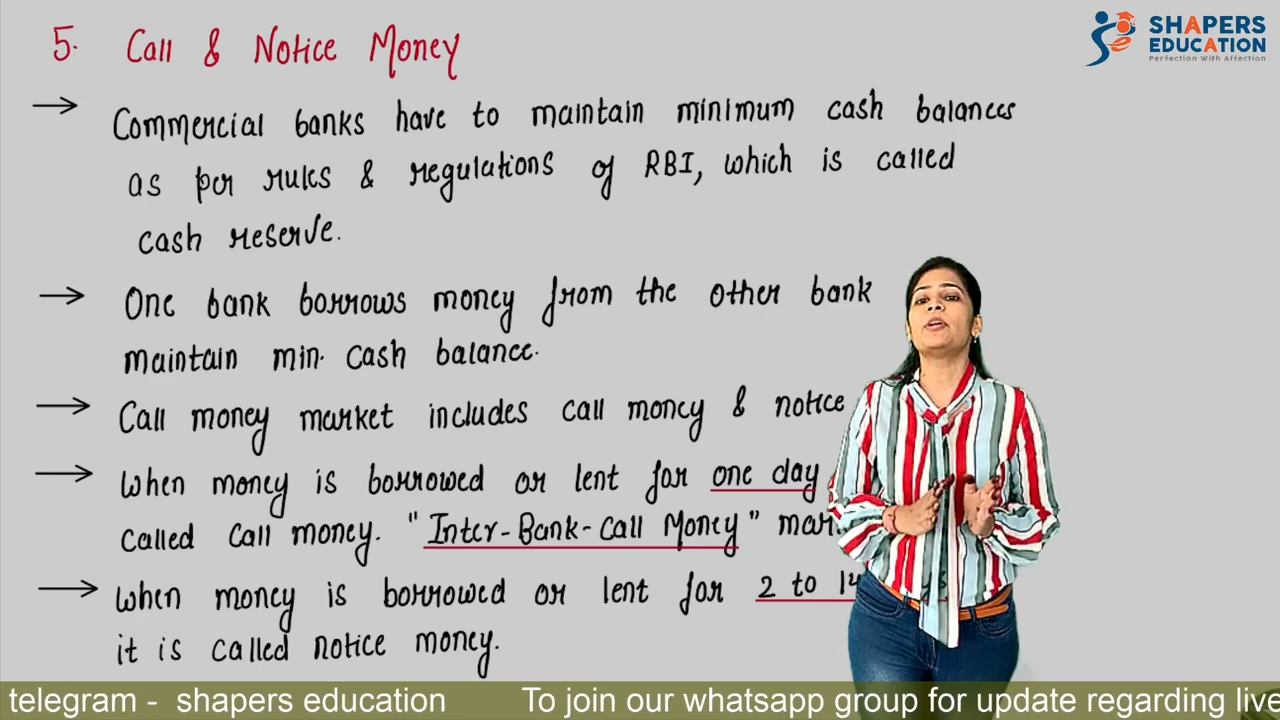 5. Call & Notice Money
SHAPERS
EDUCATION
Perfection With Affection
→ Commercial banks have to maintain minimum cash balances
as per rules & regulations of RBI, which is called
cash reserve.
→ One bank borrows money from the other bank
maintain min. cash balance.
→ Call money market includes call money & notice
→ When money is borrowed or lent for one day
called call money. "Inter-Bank-Call Money"
→ When money is borrowed or lent for 2 to
it is called notice money.
telegram - shapers education To join our whatsapp group for update regarding live